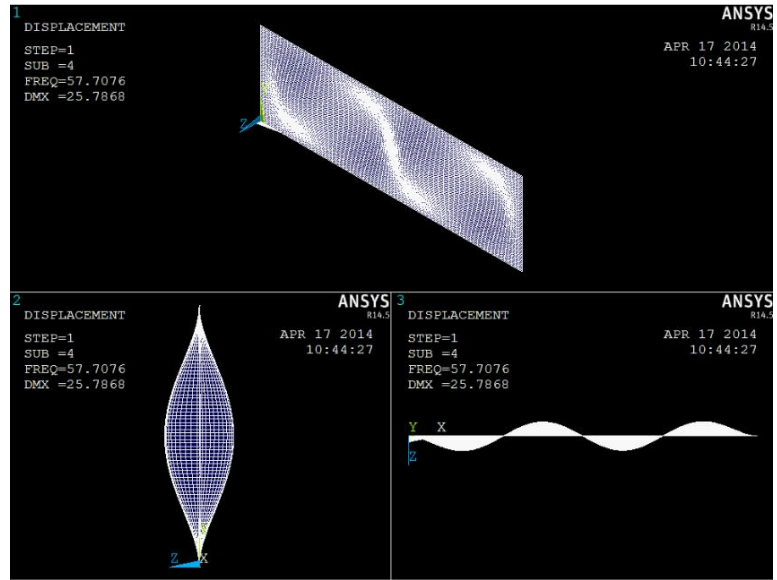 1
ANSYS
R14.5
DISPLACEMENT
STEP=1
SUB =4
FREQ=57.7076
DMX =25.7868
APR 17 2014
10:44:27
Y
Z
2
ANSYS
R14.5
DISPLACEMENT
STEP=1
SUB =4
FREQ=57.7076
DMX =25.7868
APR 17 2014
10:44:27
Z X
3
ANSYS
R14.5
DISPLACEMENT
STEP=1
SUB =4
FREQ=57.7076
DMX =25.7868
APR 17 2014
10:44:27
Y X
Z